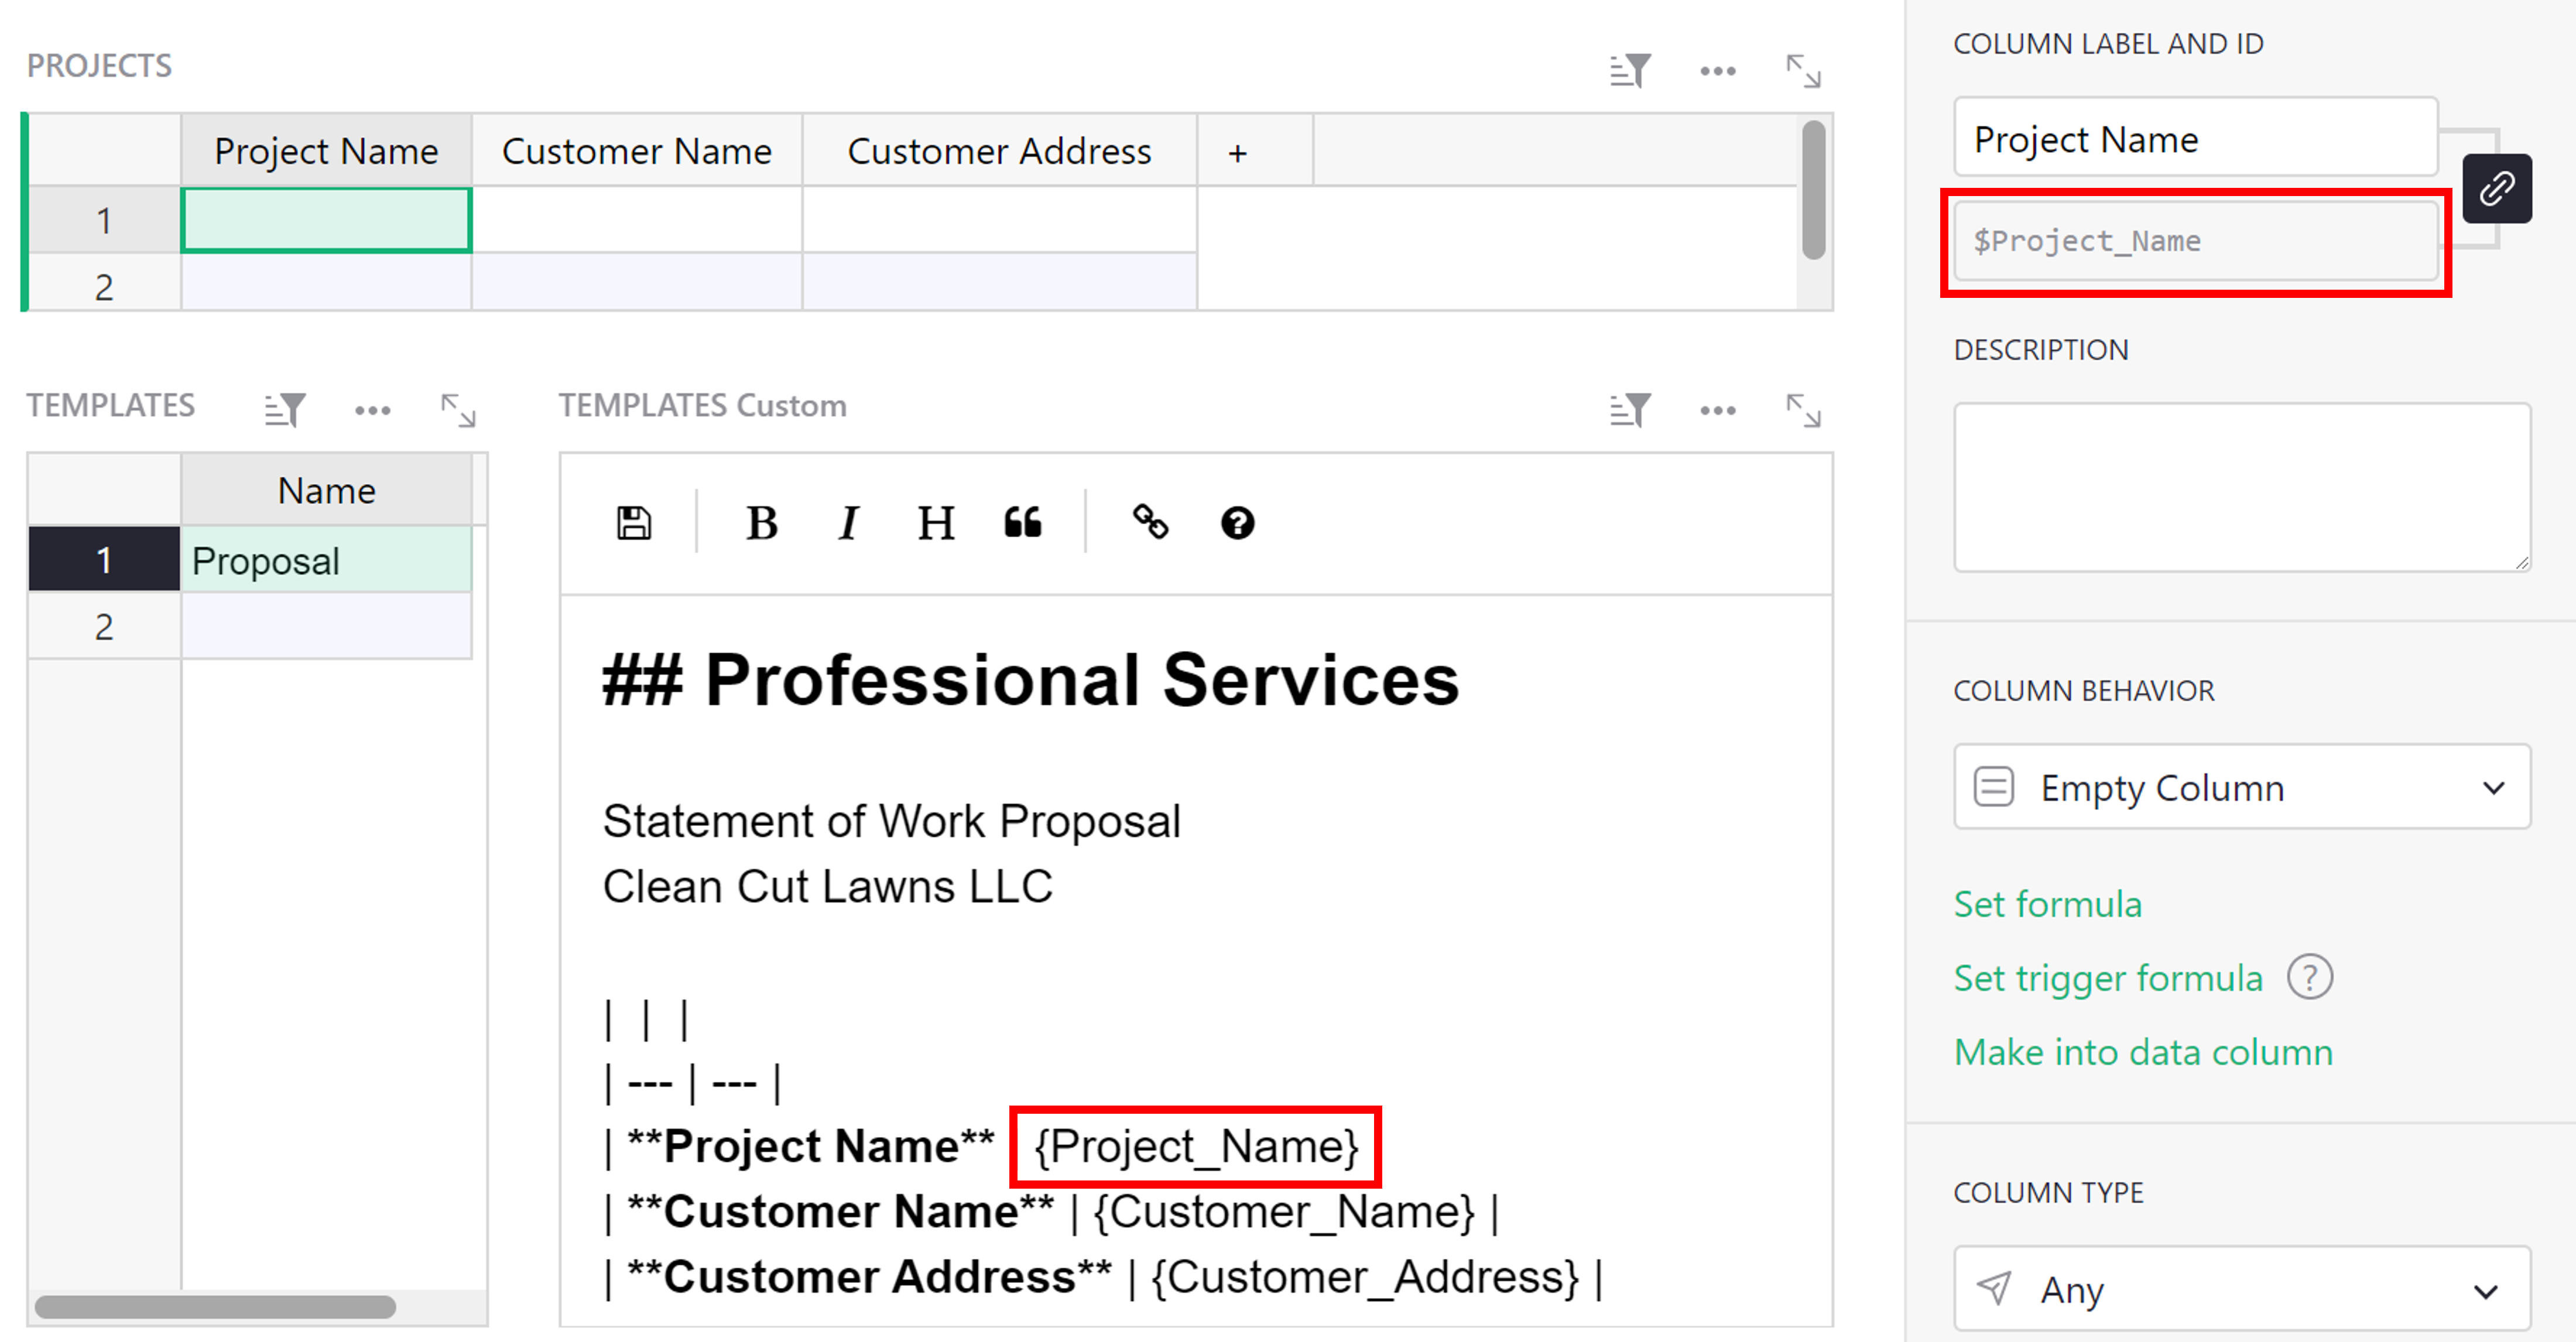 PROJECTS
Project Name Customer Name Customer Address +
1
2
TEMPLATES
Name
1 Proposal
2
TEMPLATES Custom
B I H
## Professional Services
Statement of Work Proposal
Clean Cut Lawns LLC
| | |
| --- | --- |
| **Project Name** {Project_Name}
| **Customer Name** | {Customer_Name} |
| **Customer Address** | {Customer_Address} |
COLUMN LABEL AND ID
Project Name
$Project_Name
DESCRIPTION
COLUMN BEHAVIOR
Empty Column
Set formula
Set trigger formula ?
Make into data column
COLUMN TYPE
Any